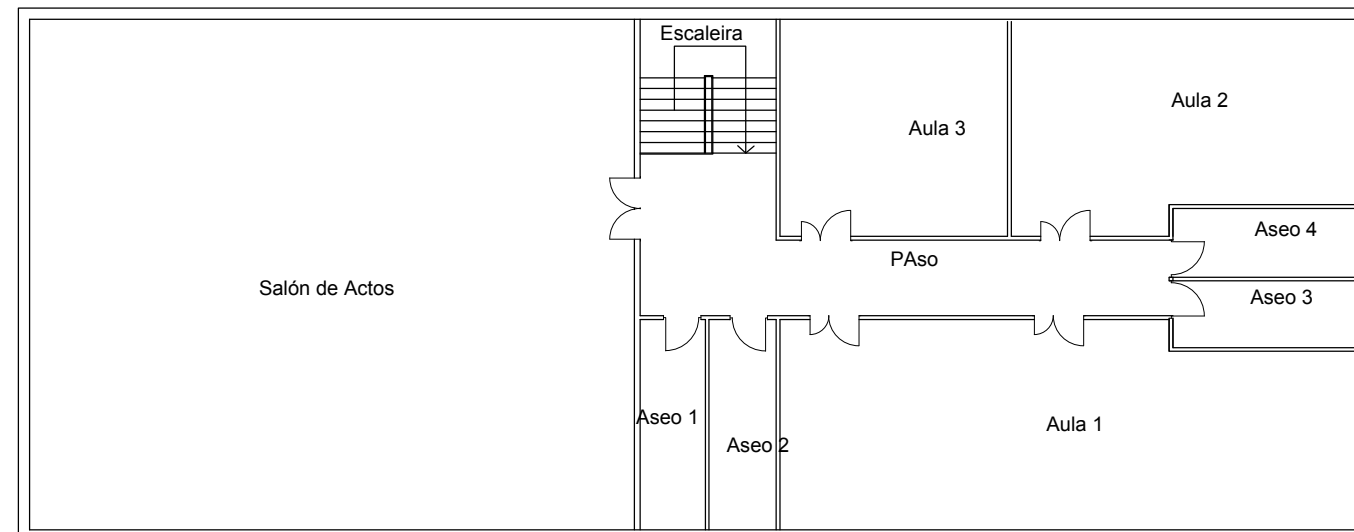 Escaleira
Aula 2
Aula 3
Aseo 4
PAso
Salón de Actos
Aseo 3
Aseo 1
Aula 1
Aseo 2